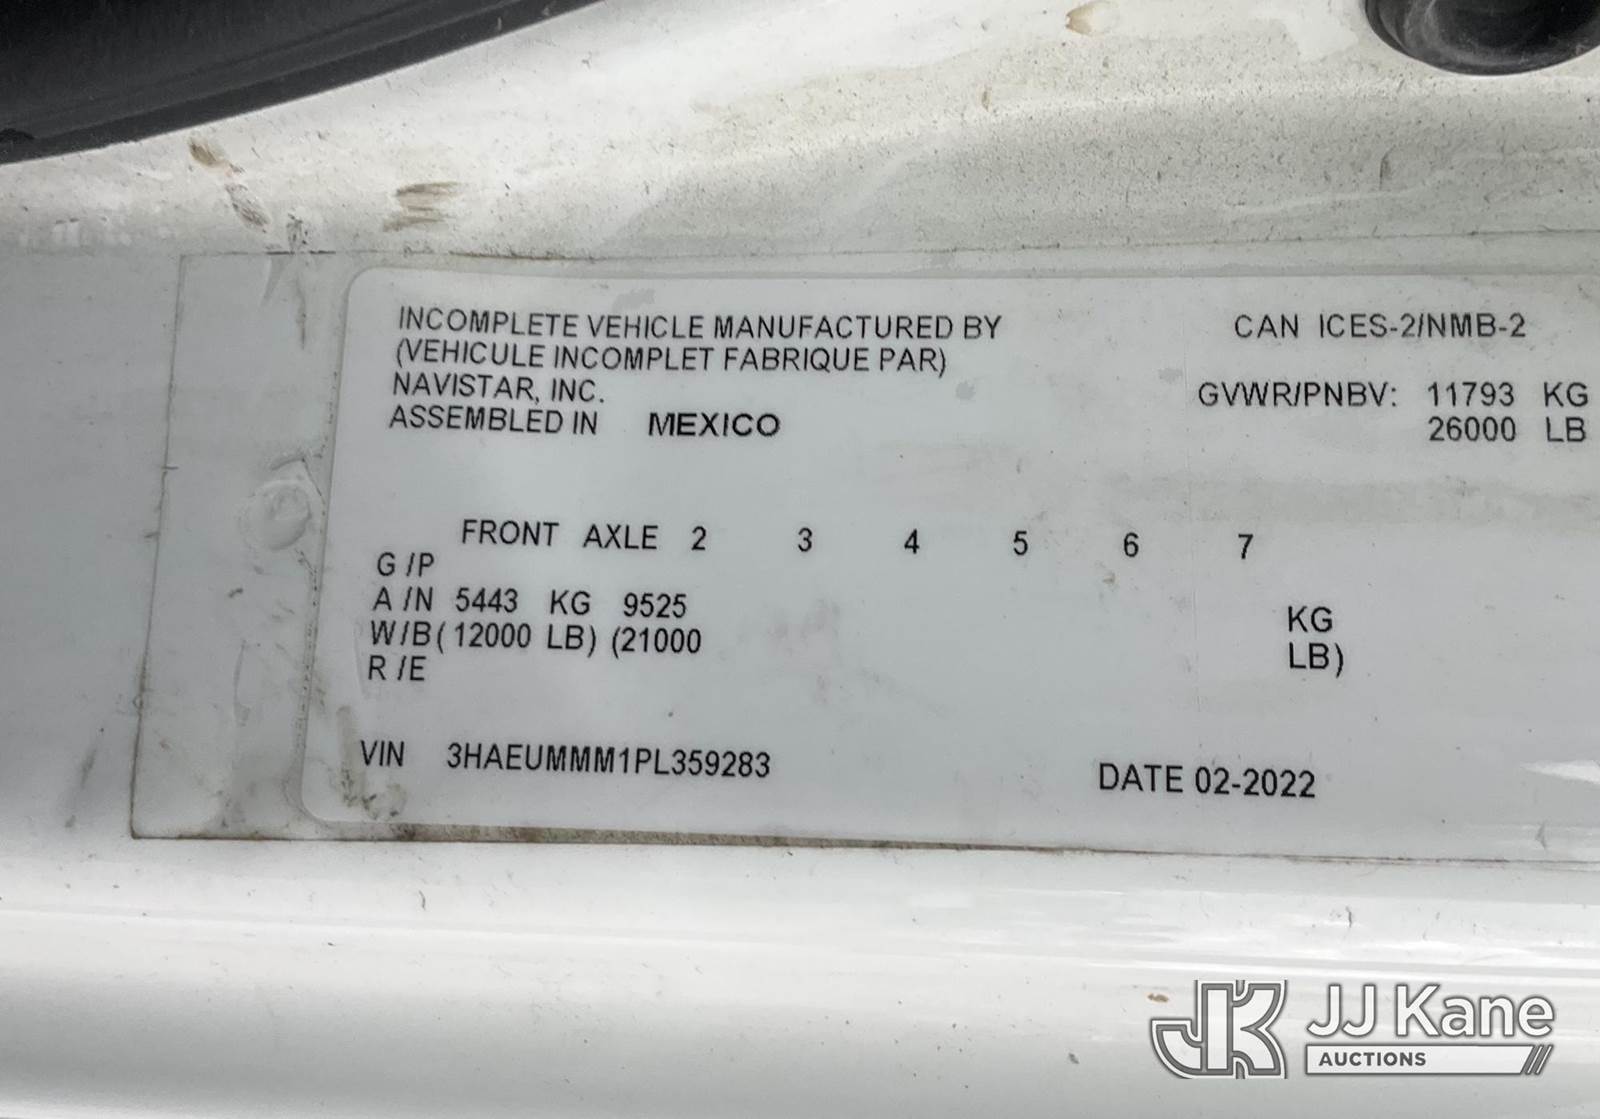 INCOMPLETE VEHICLE MANUFACTURED BY
(VEHICULE INCOMPLET FABRIQUE PAR)
NAVISTAR, INC.
ASSEMBLED IN MEXICO
CAN ICES-2/NMB-2
GVWR/PNBV: 11793 KG
26000 LB
FRONT AXLE 2 3 4 5 6 7
G /P
A /N 5443 KG 9525 KG
W/B ( 12000 LB) (21000 LB)
R /E
VIN 3HAEUMMM1PL359283
DATE 02-2022
JK JJ Kane
AUCTIONS